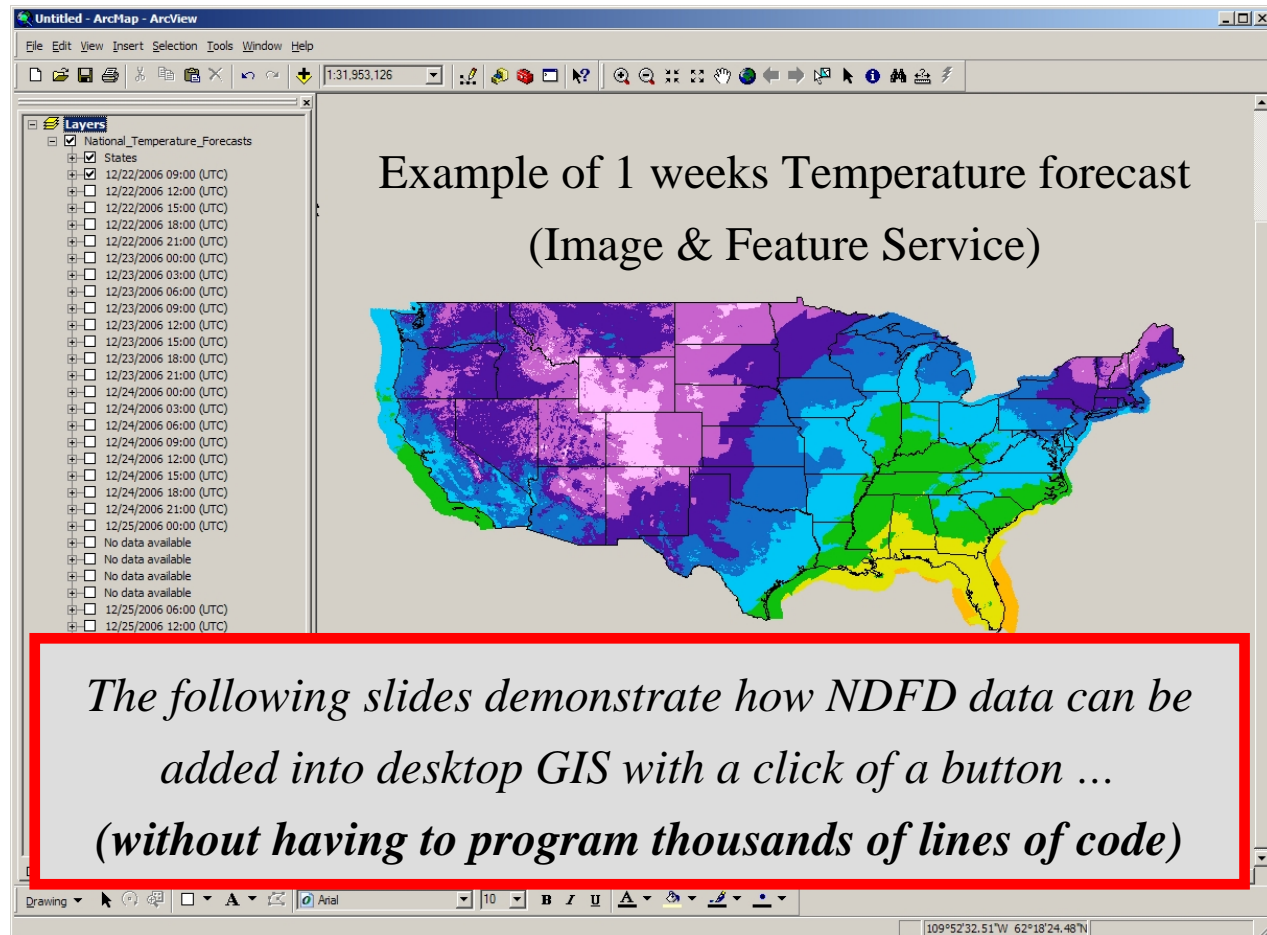 Untitled - ArcMap - ArcView
File Edit View Insert Selection Tools Window Help
1:31,953,126
Layers
National_Temperature_Forecasts
States
12/22/2006 09:00 (UTC)
12/22/2006 12:00 (UTC)
12/22/2006 15:00 (UTC)
12/22/2006 18:00 (UTC)
12/22/2006 21:00 (UTC)
12/23/2006 00:00 (UTC)
12/23/2006 03:00 (UTC)
12/23/2006 06:00 (UTC)
12/23/2006 09:00 (UTC)
12/23/2006 12:00 (UTC)
12/23/2006 15:00 (UTC)
12/23/2006 18:00 (UTC)
12/23/2006 21:00 (UTC)
12/24/2006 00:00 (UTC)
12/24/2006 03:00 (UTC)
12/24/2006 06:00 (UTC)
12/24/2006 09:00 (UTC)
12/24/2006 12:00 (UTC)
12/24/2006 15:00 (UTC)
12/24/2006 18:00 (UTC)
12/24/2006 21:00 (UTC)
12/25/2006 00:00 (UTC)
No data available
No data available
No data available
No data available
12/25/2006 06:00 (UTC)
12/25/2006 12:00 (UTC)
Example of 1 weeks Temperature forecast
(Image & Feature Service)
The following slides demonstrate how NDFD data can be
added into desktop GIS with a click of a button …
(without having to program thousands of lines of code)
Drawing A Arial 10 B I U A
109°52'32.51"W 62°18'24.48"N